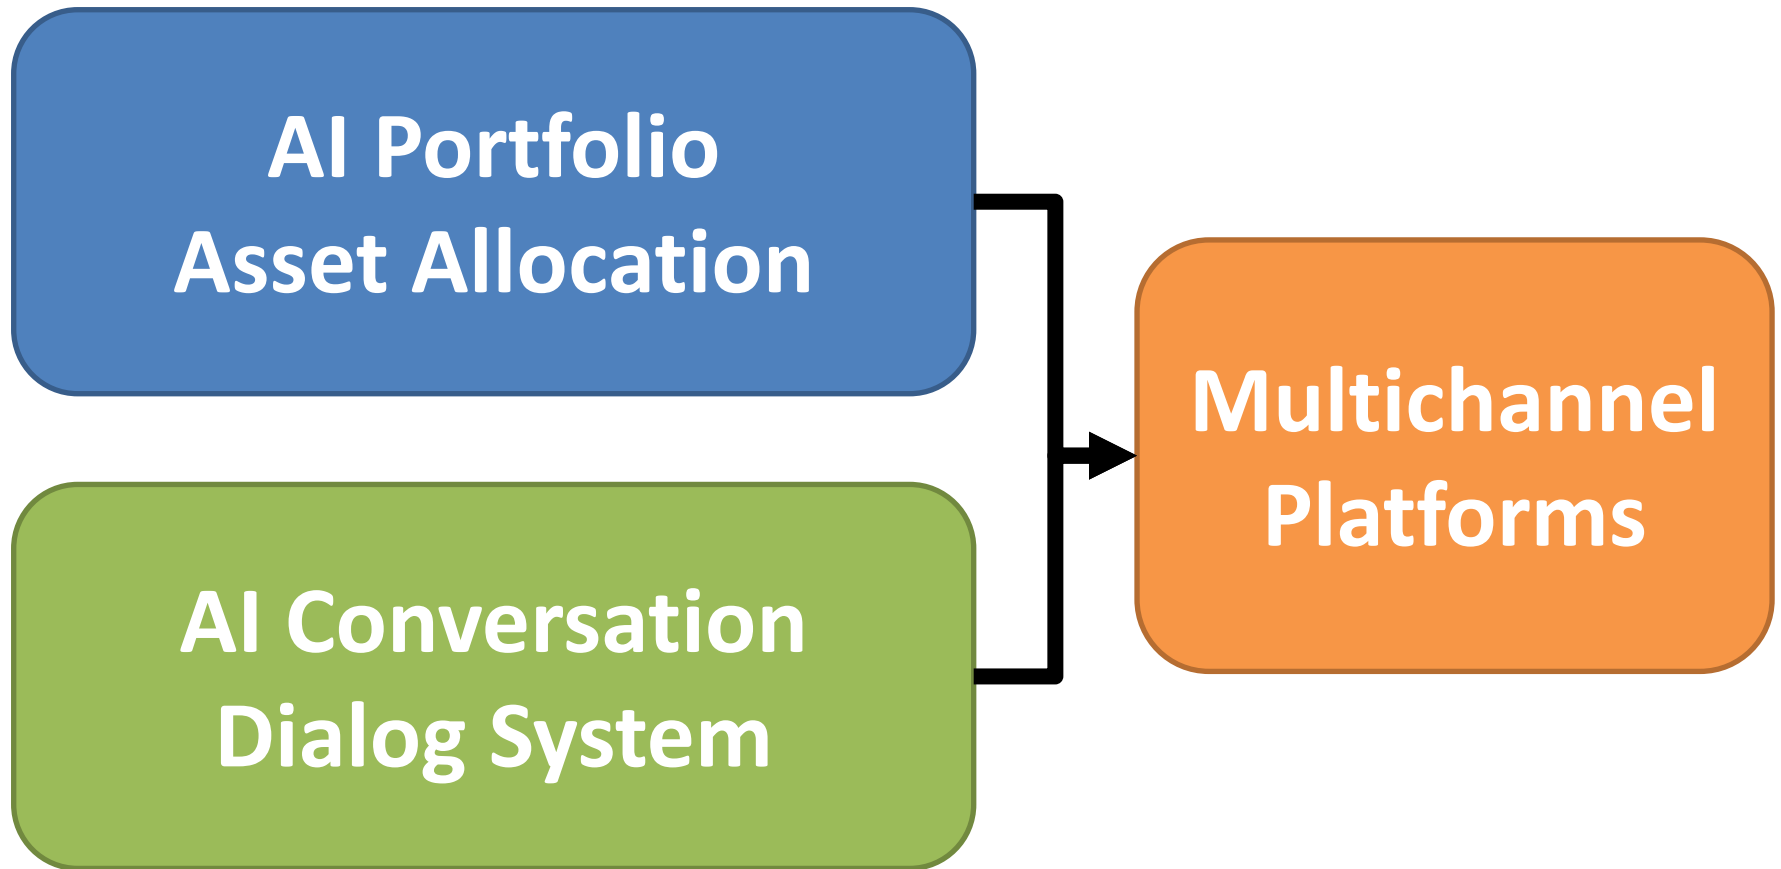 AI Portfolio
Asset Allocation
AI Conversation
Dialog System
Multichannel
Platforms